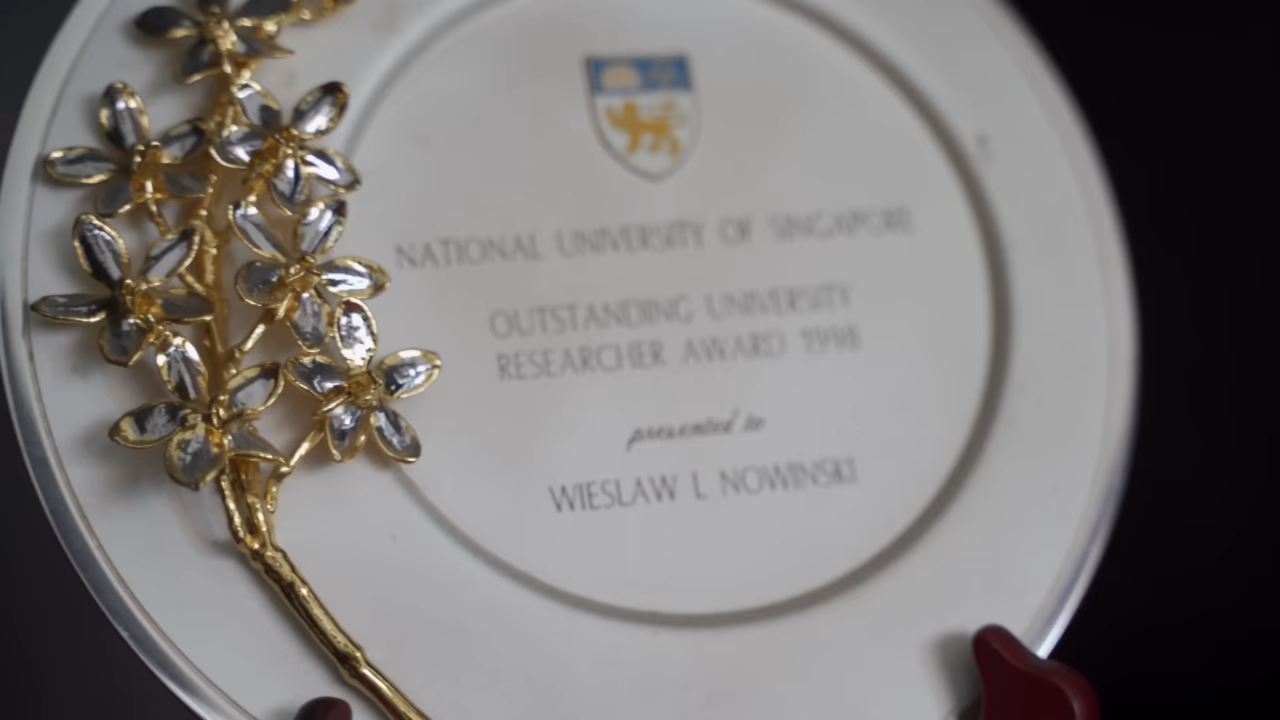 NATIONAL UNIVERSITY OF SINGAPORE
OUTSTANDING UNIVERSITY
RESEARCHER AWARD 1998
presented to
WIESLAW L NOWINSKI